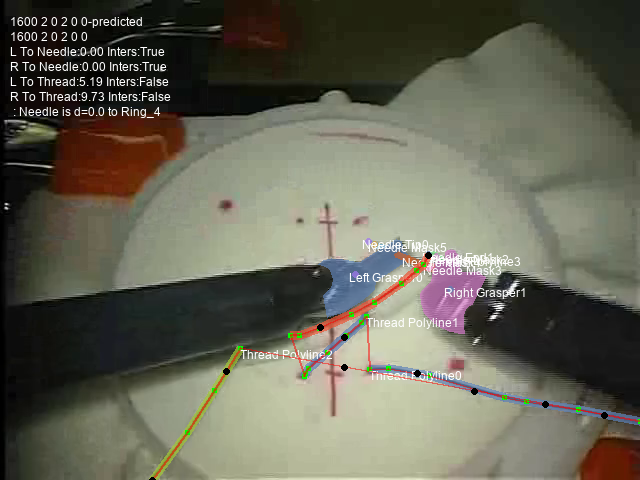 1600 2 0 2 0 0-predicted
1600 2 0 2 0 0
L To Needle:0.00 Inters:True
R To Needle:0.00 Inters:True
L To Thread:5.19 Inters:False
R To Thread:9.73 Inters:False
: Needle is d=0.0 to Ring_4
Needle Mask5
Needle Mask3
Left Grasper0
Right Grasper1
Thread Polyline1
Thread Polyline2
Thread Polyline0